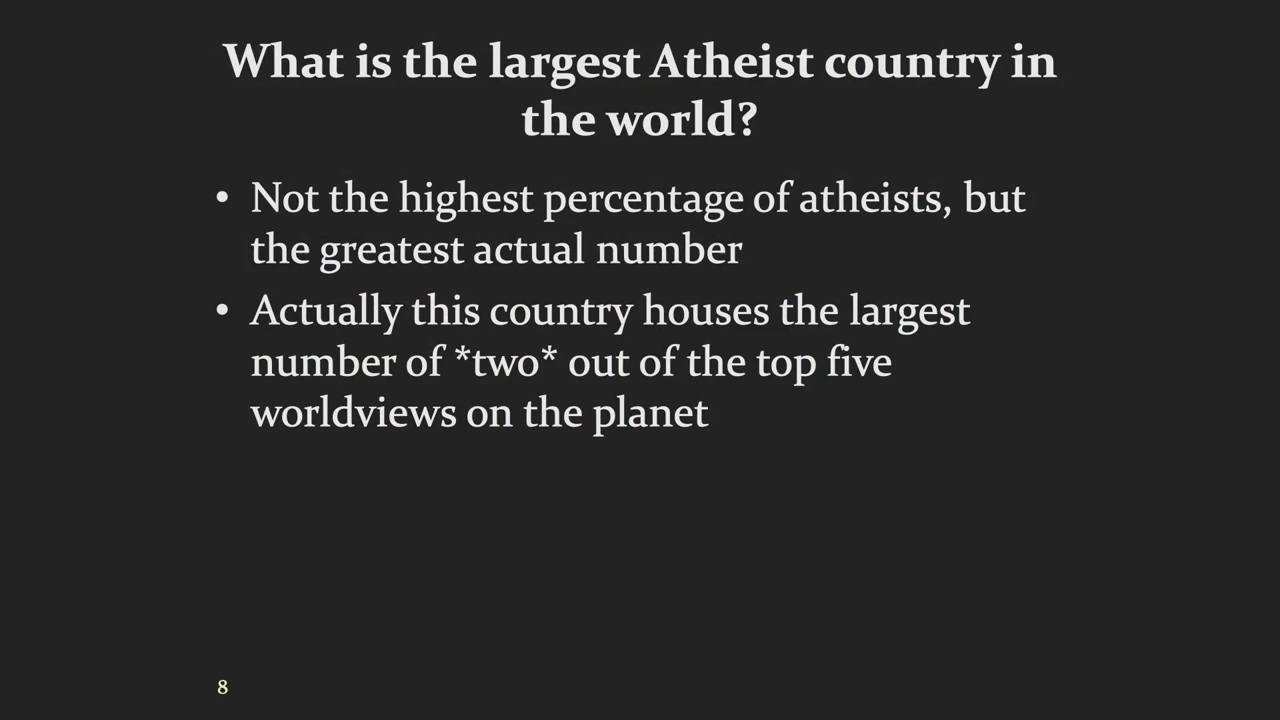 What is the largest Atheist country in
the world?
• Not the highest percentage of atheists, but
the greatest actual number
• Actually this country houses the largest
number of *two* out of the top five
worldviews on the planet
8